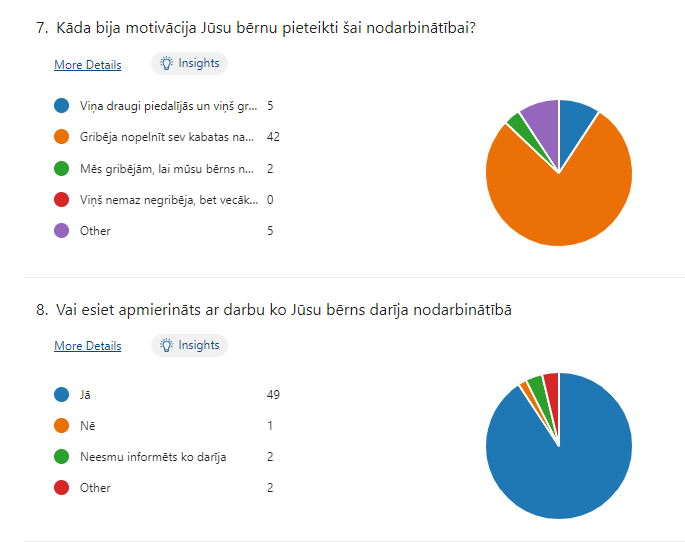 7. Kāda bija motivācija Jūsu bērnu pieteikti šai nodarbinātībai?
More Details
Insights
Viņa draugi piedalījās un viņš gr... 5
Gribēja nopelnīt sev kabatas na... 42
Mēs gribējām, lai mūsu bērns n... 2
Viņš nemaz negribēja, bet vecāk... 0
Other 5
8. Vai esiet apmierināts ar darbu ko Jūsu bērns darīja nodarbinātībā
More Details
Insights
Jā 49
Nē 1
Neesmu informēts ko darīja 2
Other 2